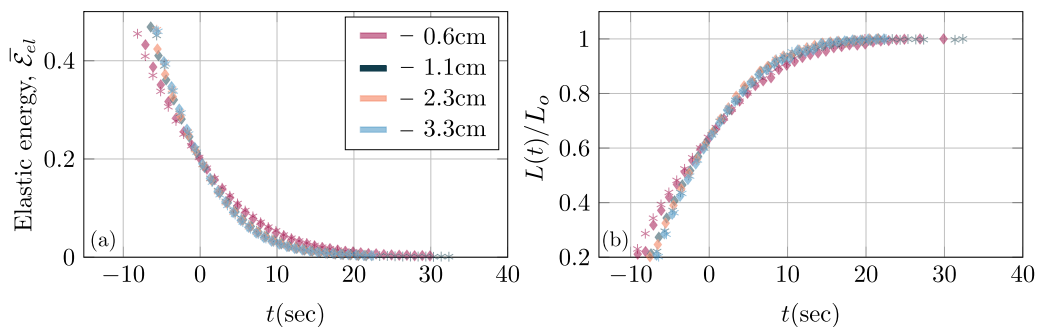 Elastic energy, $\bar{\mathcal{E}}_{el}$
0.4
0.2
0
− 0.6cm
− 1.1cm
− 2.3cm
− 3.3cm
(a)
−10 0 10 20 30 40
t(sec)
L(t)/L_o
1
0.8
0.6
0.4
0.2
(b)
−10 0 10 20 30 40
t(sec)